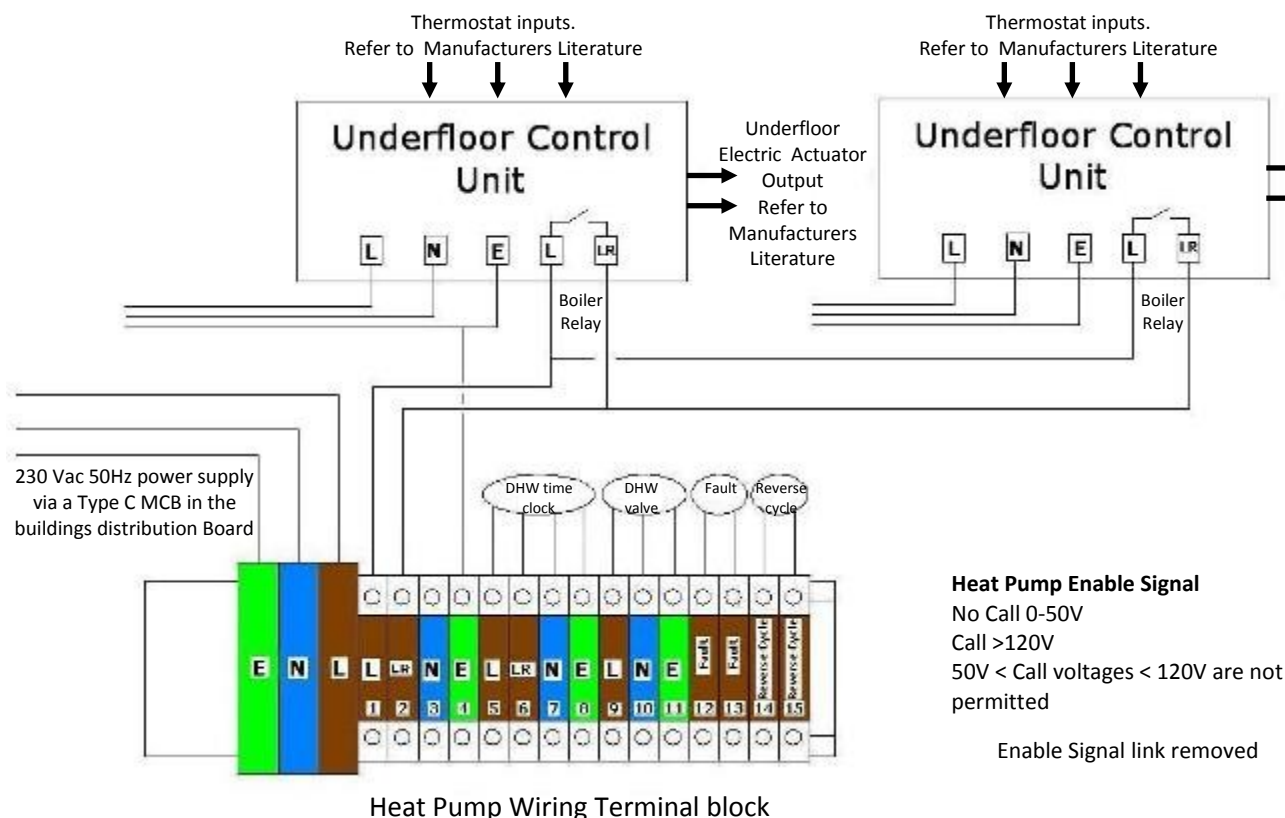 Thermostat inputs.
Refer to Manufacturers Literature
Thermostat inputs.
Refer to Manufacturers Literature
Underfloor Control
Unit
L N E L LR
Boiler
Relay
Underfloor
Electric Actuator
Output
Refer to
Manufacturers
Literature
Underfloor Control
Unit
L N E L LR
Boiler
Relay
230 Vac 50Hz power supply
via a Type C MCB in the
buildings distribution Board
DHW time
clock
DHW
valve
Fault
Reverse
cycle
E N L L LR N E L LR N E L N E Fault Fault Reverse-Cycle Reverse-Cycle
1 2 3 4 5 6 7 8 9 10 11 12 13 14 15
Heat Pump Wiring Terminal block
Heat Pump Enable Signal
No Call 0-50V
Call >120V
50V < Call voltages < 120V are not
permitted
Enable Signal link removed